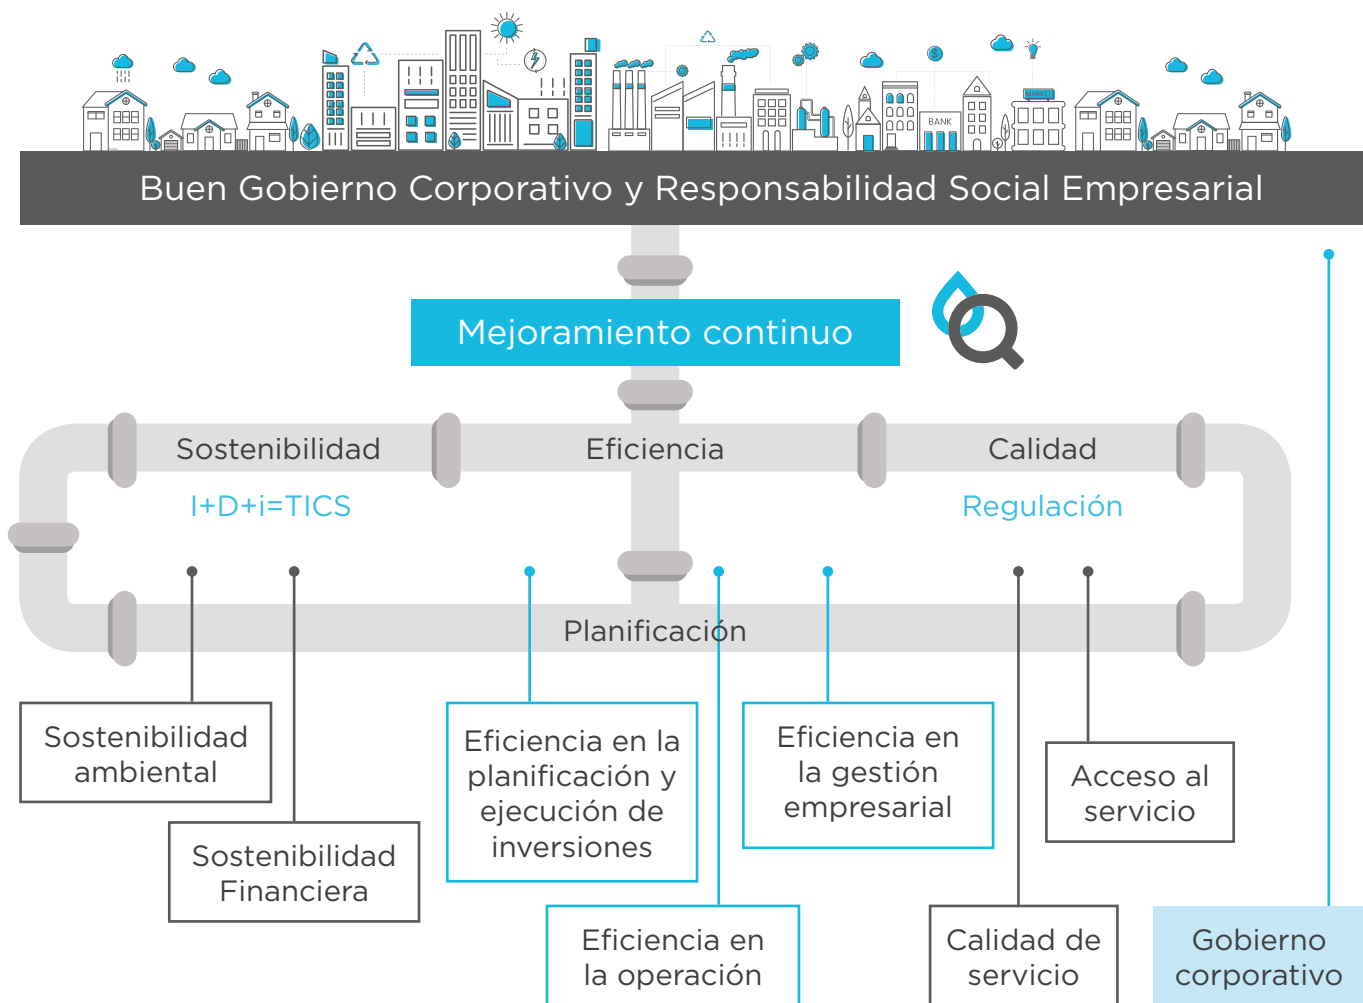 MARKET
BANK
Buen Gobierno Corporativo y Responsabilidad Social Empresarial
Mejoramiento continuo
Sostenibilidad
Eficiencia
Calidad
I+D+i=TICS
Regulación
Planificación
Sostenibilidad
ambiental
Sostenibilidad
Financiera
Eficiencia en la
planificación y
ejecución de
inversiones
Eficiencia en
la operación
Eficiencia en
la gestión
empresarial
Acceso al
servicio
Calidad de
servicio
Gobierno
corporativo